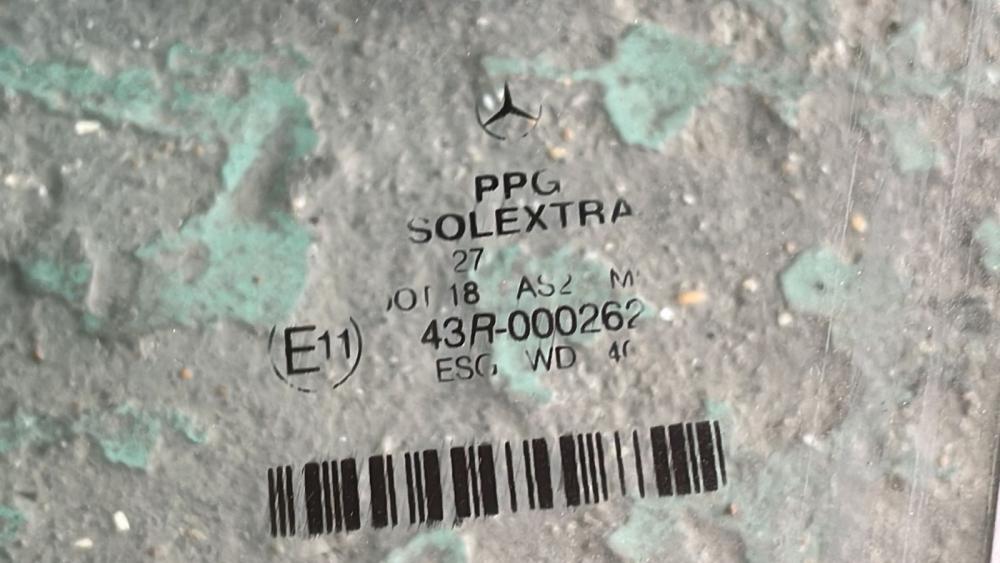 PPG
SOLEXTRA
27
18 AS2
E11
43R-000262
WD